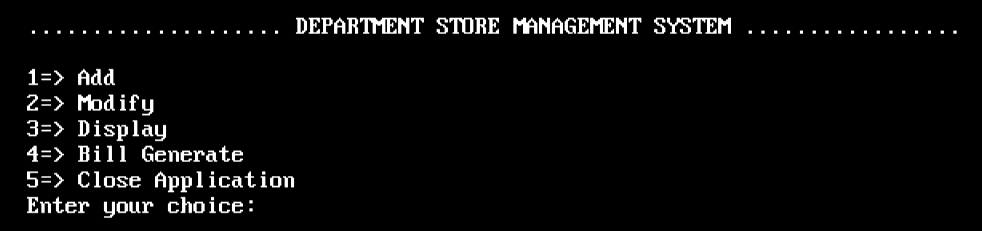 .................... DEPARTMENT STORE MANAGEMENT SYSTEM .................
1=> Add
2=> Modify
3=> Display
4=> Bill Generate
5=> Close Application
Enter your choice: